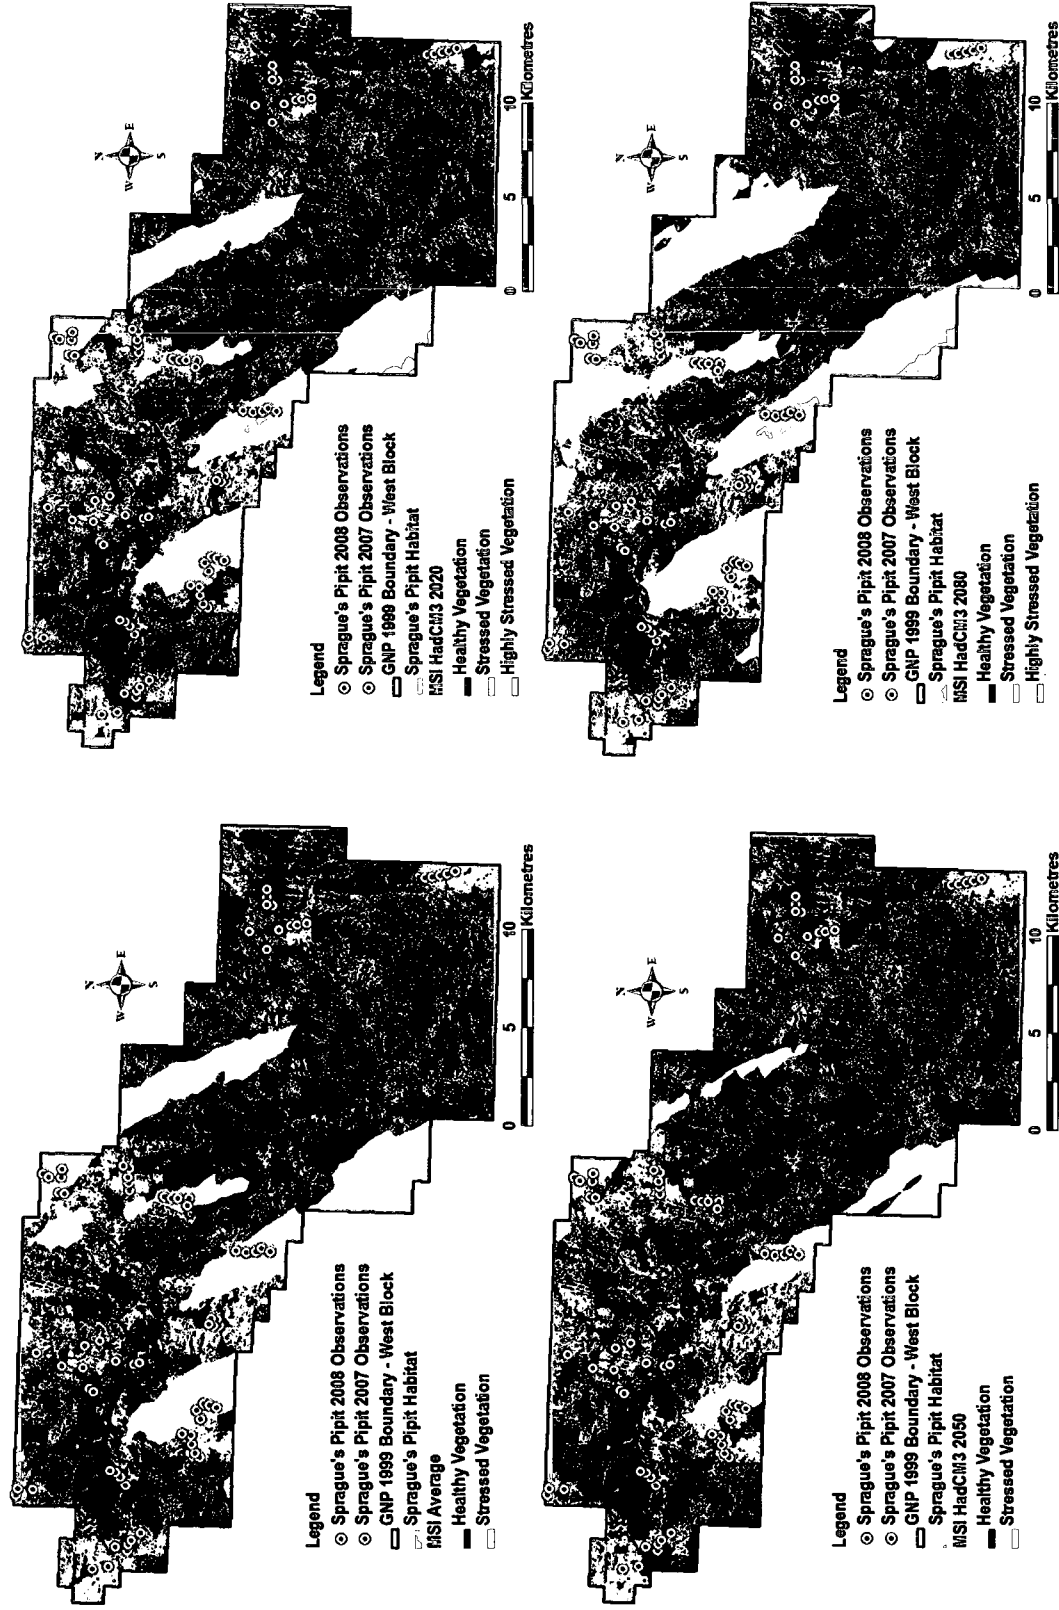 N
W E
S
Legend
Sprague's Pipit 2008 Observations
Sprague's Pipit 2007 Observations
GNP 1999 Boundary - West Block
Sprague's Pipit Habitat
MSI Average
Healthy Vegetation
Stressed Vegetation
0 5 10 Kilometres
N
W E
S
Legend
Sprague's Pipit 2008 Observations
Sprague's Pipit 2007 Observations
GNP 1999 Boundary - West Block
Sprague's Pipit Habitat
MSI HadCM3 2020
Healthy Vegetation
Stressed Vegetation
Highly Stressed Vegetation
0 5 10 Kilometres
N
W E
S
Legend
Sprague's Pipit 2008 Observations
Sprague's Pipit 2007 Observations
GNP 1999 Boundary - West Block
Sprague's Pipit Habitat
MSI HadCM3 2050
Healthy Vegetation
Stressed Vegetation
0 5 10 Kilometres
N
W E
S
Legend
Sprague's Pipit 2008 Observations
Sprague's Pipit 2007 Observations
GNP 1999 Boundary - West Block
Sprague's Pipit Habitat
MSI HadCM3 2080
Healthy Vegetation
Stressed Vegetation
Highly Stressed Vegetation
0 5 10 Kilometres